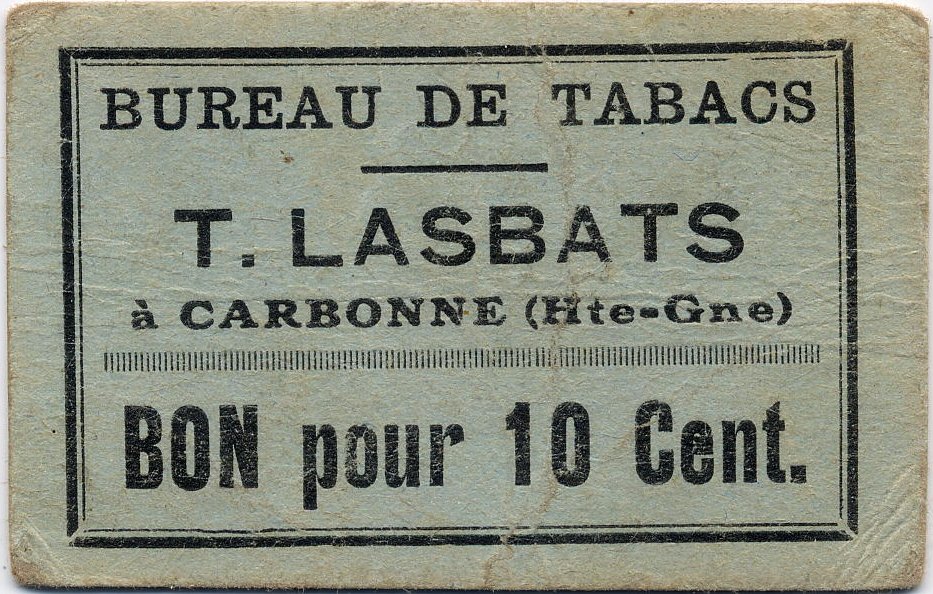 BUREAU DE TABACS
T. LASBATS
à CARBONNE (Hte-Gne)
BON pour 10 Cent.